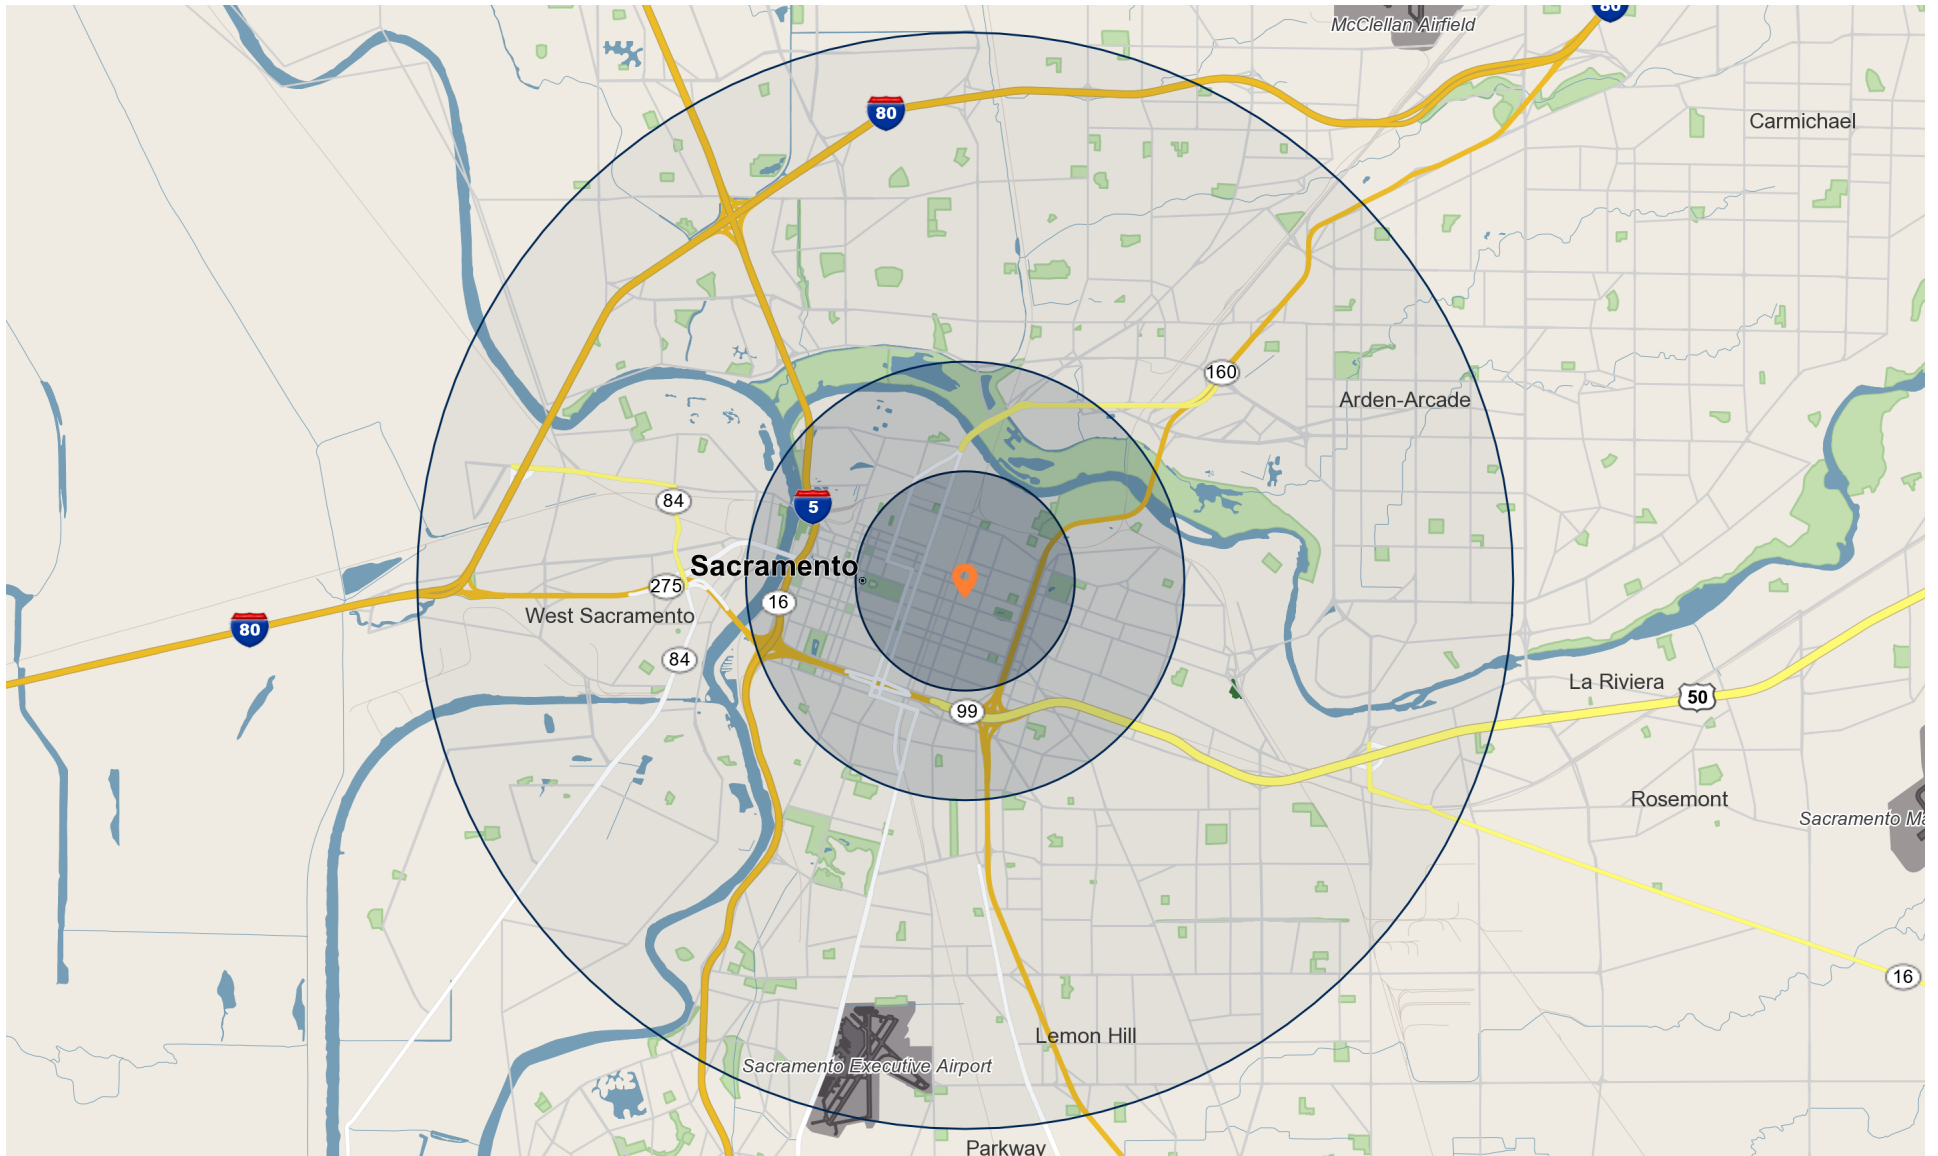 80
McClellan Airfield
80
Carmichael
160
Arden-Arcade
84
5
Sacramento
275
16
West Sacramento
80
84
La Riviera
50
99
Rosemont
Sacramento Ma
16
Lemon Hill
Sacramento Executive Airport
Parkway